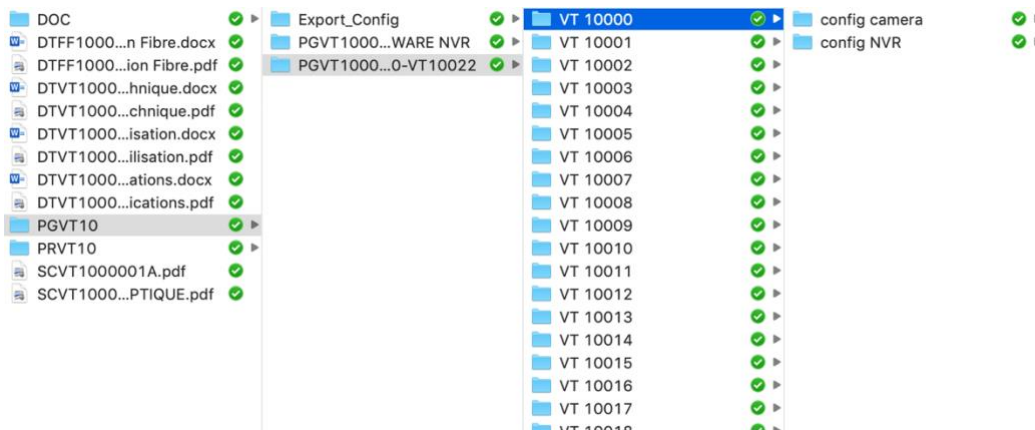 DOC
DTFF1000...n Fibre.docx
DTFF1000...ion Fibre.pdf
DTVT1000...hnique.docx
DTVT1000...chnique.pdf
DTVT1000...isation.docx
DTVT1000...ilisation.pdf
DTVT1000...ations.docx
DTVT1000...ications.pdf
PGVT10
PRVT10
SCVT1000001A.pdf
SCVT1000...PTIQUE.pdf
Export_Config
PGVT1000...WARE NVR
PGVT1000...0-VT10022
VT 10000
VT 10001
VT 10002
VT 10003
VT 10004
VT 10005
VT 10006
VT 10007
VT 10008
VT 10009
VT 10010
VT 10011
VT 10012
VT 10013
VT 10014
VT 10015
VT 10016
VT 10017
VT 10018
config camera
config NVR